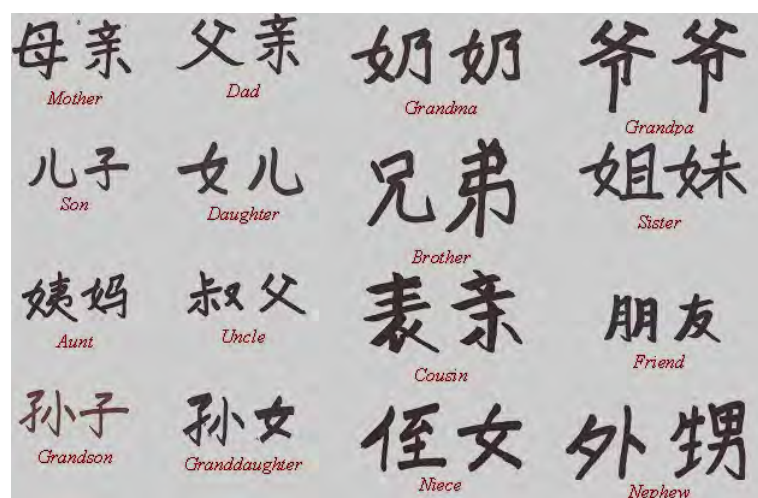 母亲 父亲 奶奶 爷爷
Mother Dad Grandma Grandpa
儿子 女儿 兄弟 姐妹
Son Daughter Brother Sister
姨妈 叔父 表亲 朋友
Aunt Uncle Cousin Friend
孙子 孙女 侄女 外甥
Grandson Granddaughter Niece Nephew